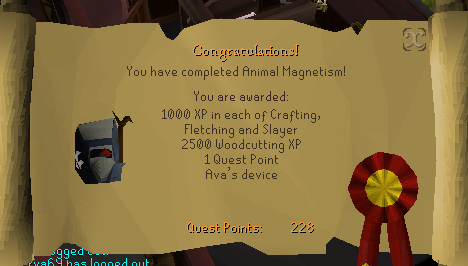 Congratulations!
You have completed Animal Magnetism!
You are awarded:
1000 XP in each of Crafting,
Fletching and Slayer
2500 Woodcutting XP
1 Quest Point
Ava's device
Quest Points: 228
has logged out.